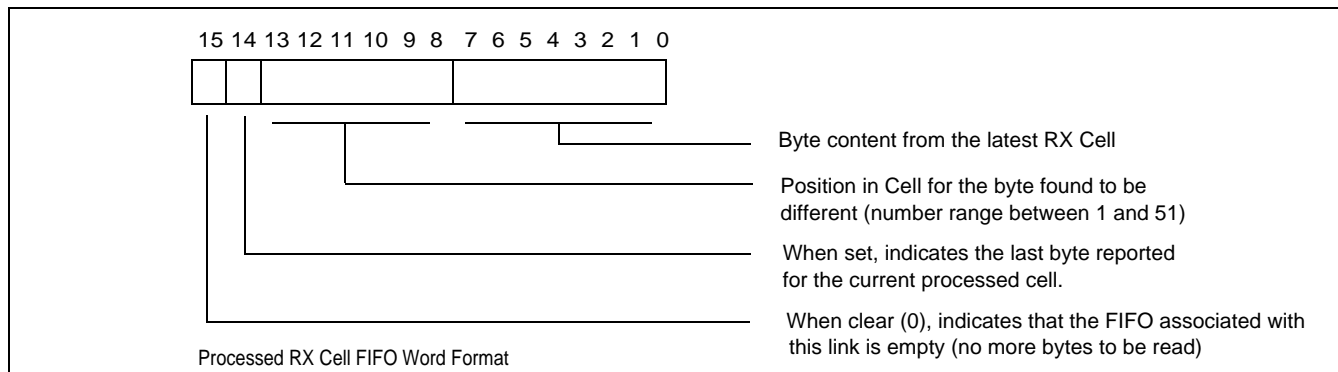 15 14 13 12 11 10 9 8 7 6 5 4 3 2 1 0
Byte content from the latest RX Cell
Position in Cell for the byte found to be
different (number range between 1 and 51)
When set, indicates the last byte reported
for the current processed cell.
When clear (0), indicates that the FIFO associated with
this link is empty (no more bytes to be read)
Processed RX Cell FIFO Word Format